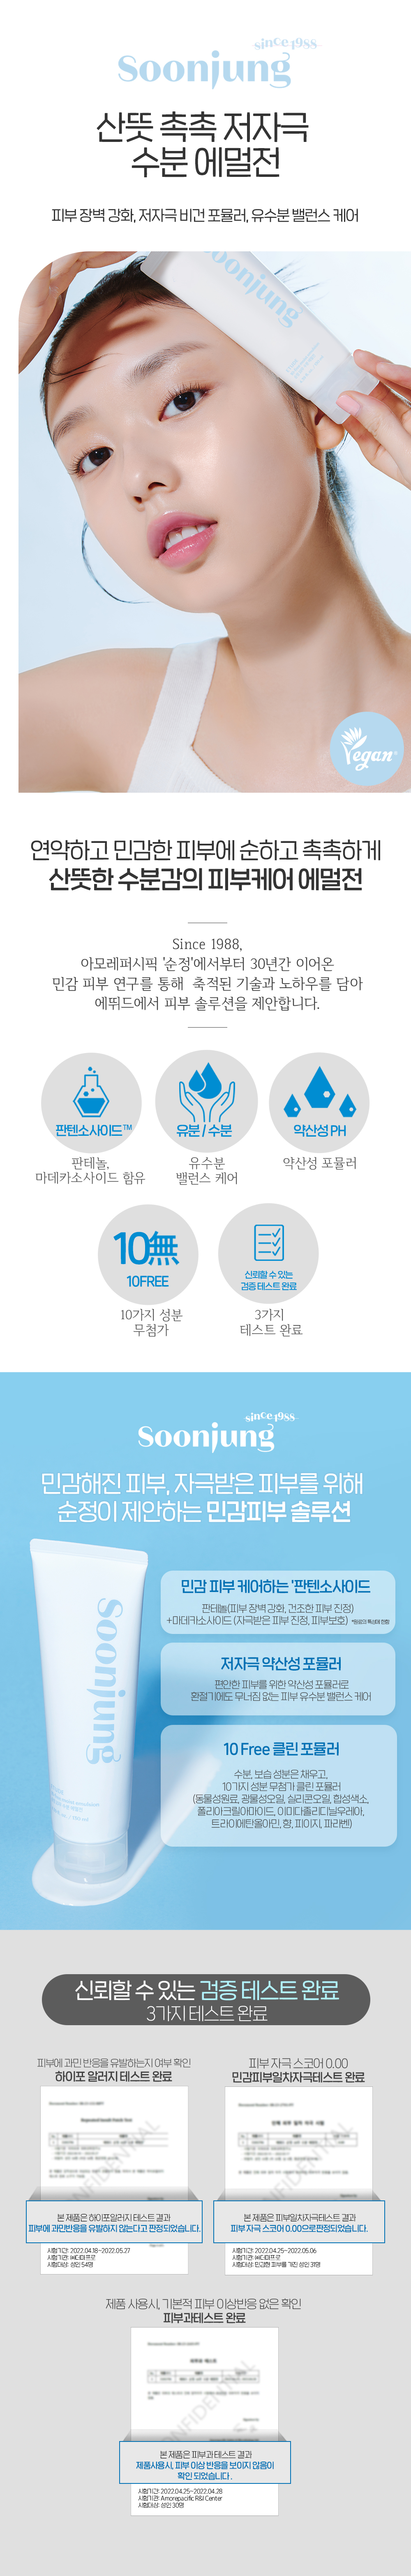 since 1988
Soonjung
산뜻 촉촉 저자극
수분 에멀전
피부 장벽 강화, 저자극 비건 포뮬러, 유수분 밸런스 케어
Soonjung
Vegan
연약하고 민감한 피부에 순하고 촉촉하게
산뜻한 수분감의 피부케어 에멀전
Since 1988,
아모레퍼시픽 '순정'에서부터 30년간 이어온
민감 피부 연구를 통해 축적된 기술과 노하우를 담아
에뛰드에서 피부 솔루션을 제안합니다.
판텐소사이드™
유분 / 수분
약산성 PH
판테놀,
마데카소사이드 함유
유수분
밸런스 케어
약산성 포뮬러
10無
10FREE
신뢰할 수 있는
검증 테스트 완료
10가지 성분
무첨가
3가지
테스트 완료
since 1988
Soonjung
민감해진 피부, 자극받은 피부를 위해
순정이 제안하는 민감피부 솔루션
soonjung
민감 피부 케어하는 '판텐소사이드
판테놀(피부 장벽 강화, 건조한 피부 진정)
+마데카소사이드 (자극받은 피부 진정, 피부보호) *원료의 특성에 한함
저자극 약산성 포뮬러
편안한 피부를 위한 약산성 포뮬러로
환절기에도 무너짐 없는 피부 유수분 밸런스 케어
10 Free 클린 포뮬러
수분, 보습 성분은 채우고,
10가지 성분 무첨가 클린 포뮬러
(동물성원료, 광물성오일, 실리콘오일, 합성색소,
폴리아크릴아마이드, 이미다졸리디닐우레아,
트라이에탄올아민, 향, 피이지, 파라벤)
신뢰할 수 있는 검증 테스트 완료
3가지 테스트 완료
피부에 과민 반응을 유발하는지 여부 확인
하이포 알러지 테스트 완료
피부 자극 스코어 0.00
민감피부일차자극테스트 완료
본 제품은 하이포알러지 테스트 결과
피부에 과민반응을 유발하지 않는다고 판정되었습니다.
시험기간: 2022.04.18~2022.05.27
시험대상: 성인 54명
본 제품은 피부일차자극테스트 결과
피부 자극 스코어 0.00으로판정되었습니다.
시험기간: 2022.04.25~2022.05.06
시험대상: 민감한 피부를 가진 성인 31명
제품 사용시, 기본적 피부 이상반응 없은 확인
피부과테스트 완료
CONFIDENTIAL
본 제품은 피부과 테스트 결과
제품사용시, 피부 이상 반응을 보이지 않음이
확인 되었습니다.
시험기간: 2022.04.25~2022.04.28
시험기관: Amorepacific R&I Center
시험대상: 성인 30명